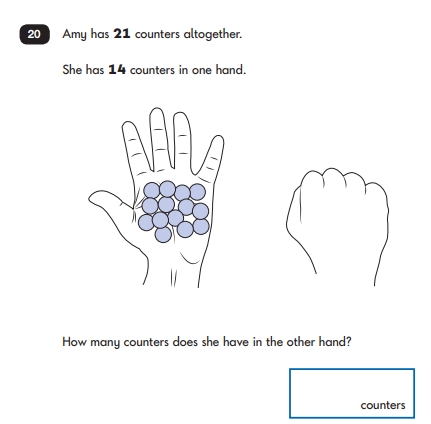 20 Amy has 21 counters altogether.
She has 14 counters in one hand.
How many counters does she have in the other hand?
counters